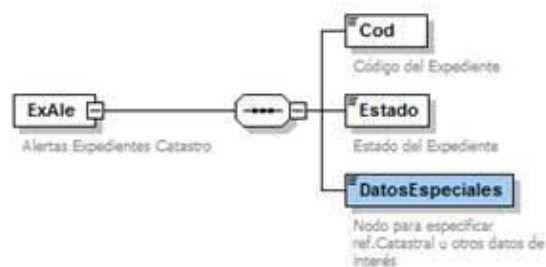 Cod
Código del Expediente
ExAle
Alertas Expedientes Catastro
Estado
Estado del Expediente
DatosEspeciales
Nodo para especificar
ref.Catastral u otros datos de
interés